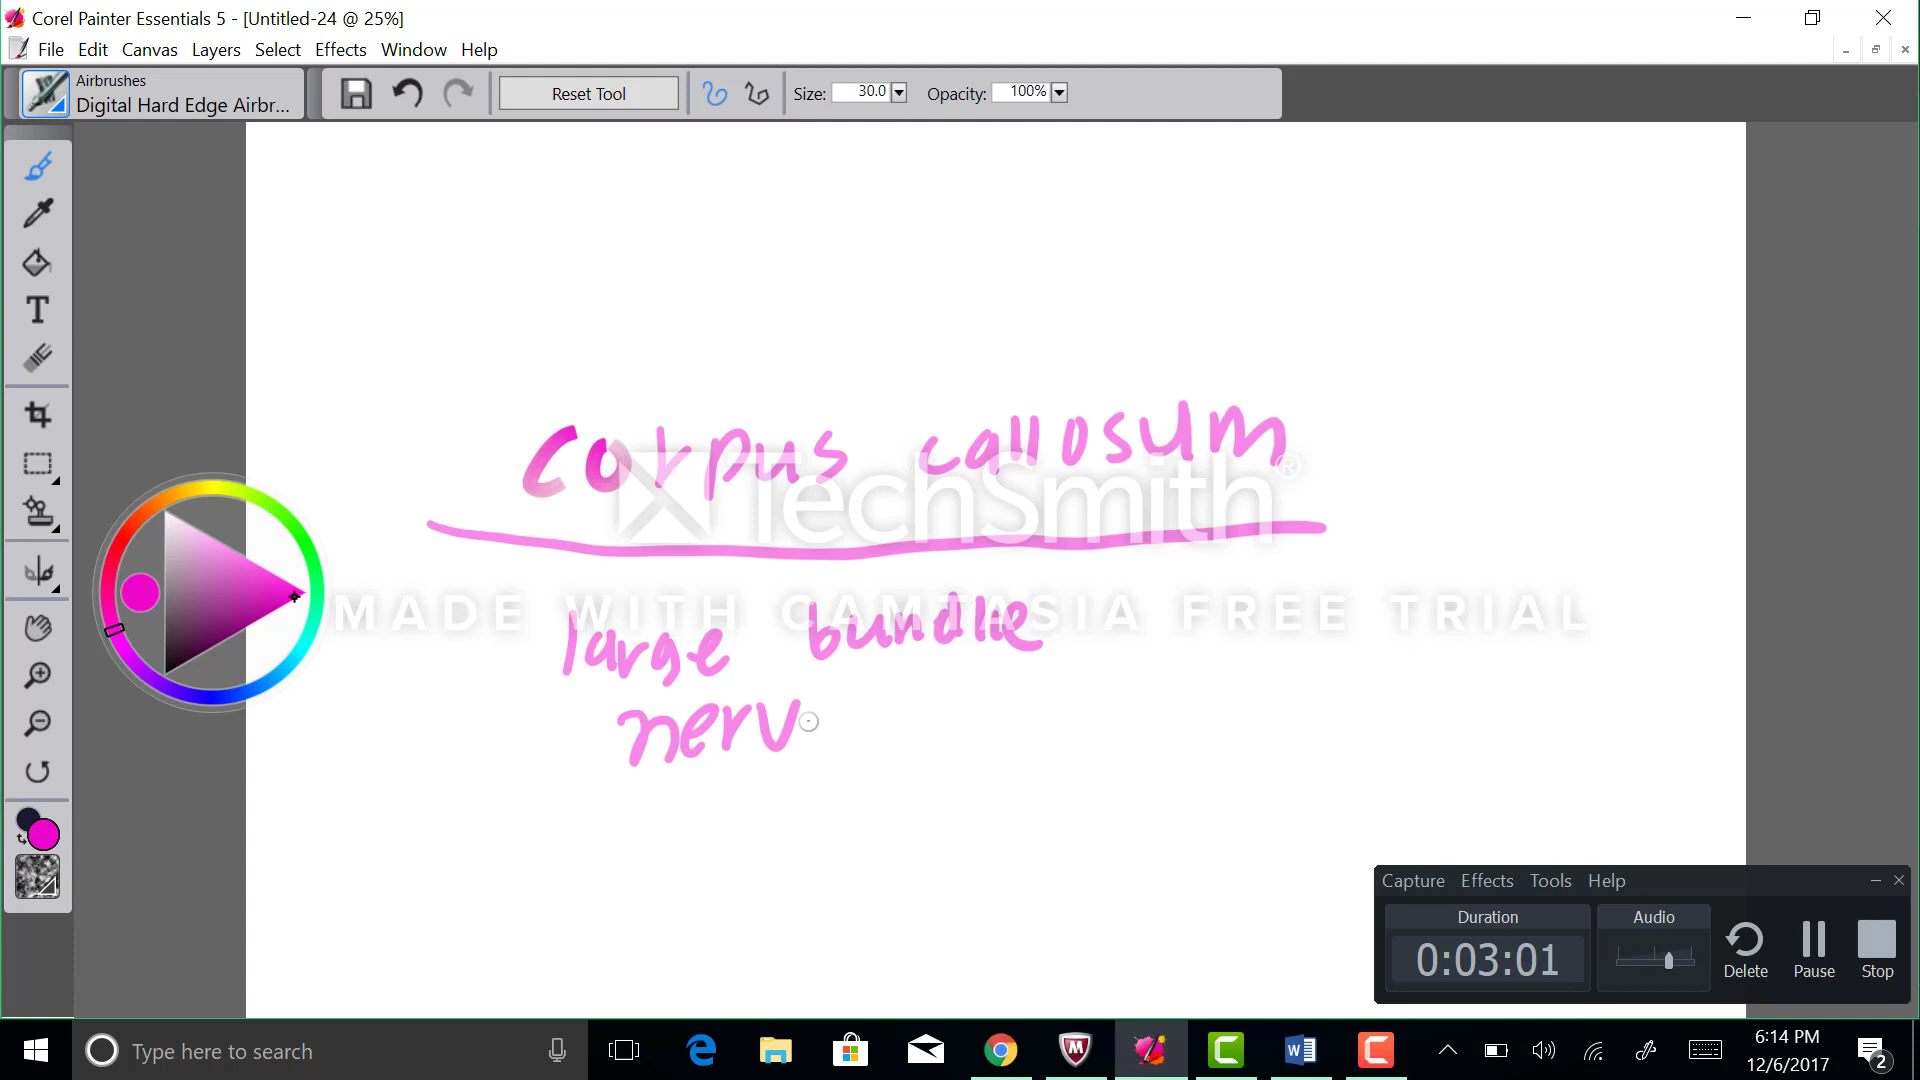 Corel Painter Essentials 5 - [Untitled-24 @ 25%]
File Edit Canvas Layers Select Effects Window Help
Airbrushes
Digital Hard Edge Airbr...
Reset Tool
Size: 30.0
Opacity: 100%
corpus callosum
TechSmith®
MADE WITH CAMTASIA FREE TRIAL
large bundle
nerv
Capture Effects Tools Help
Duration
Audio
0:03:01
Delete Pause Stop
Type here to search
6:14 PM
12/6/2017
2